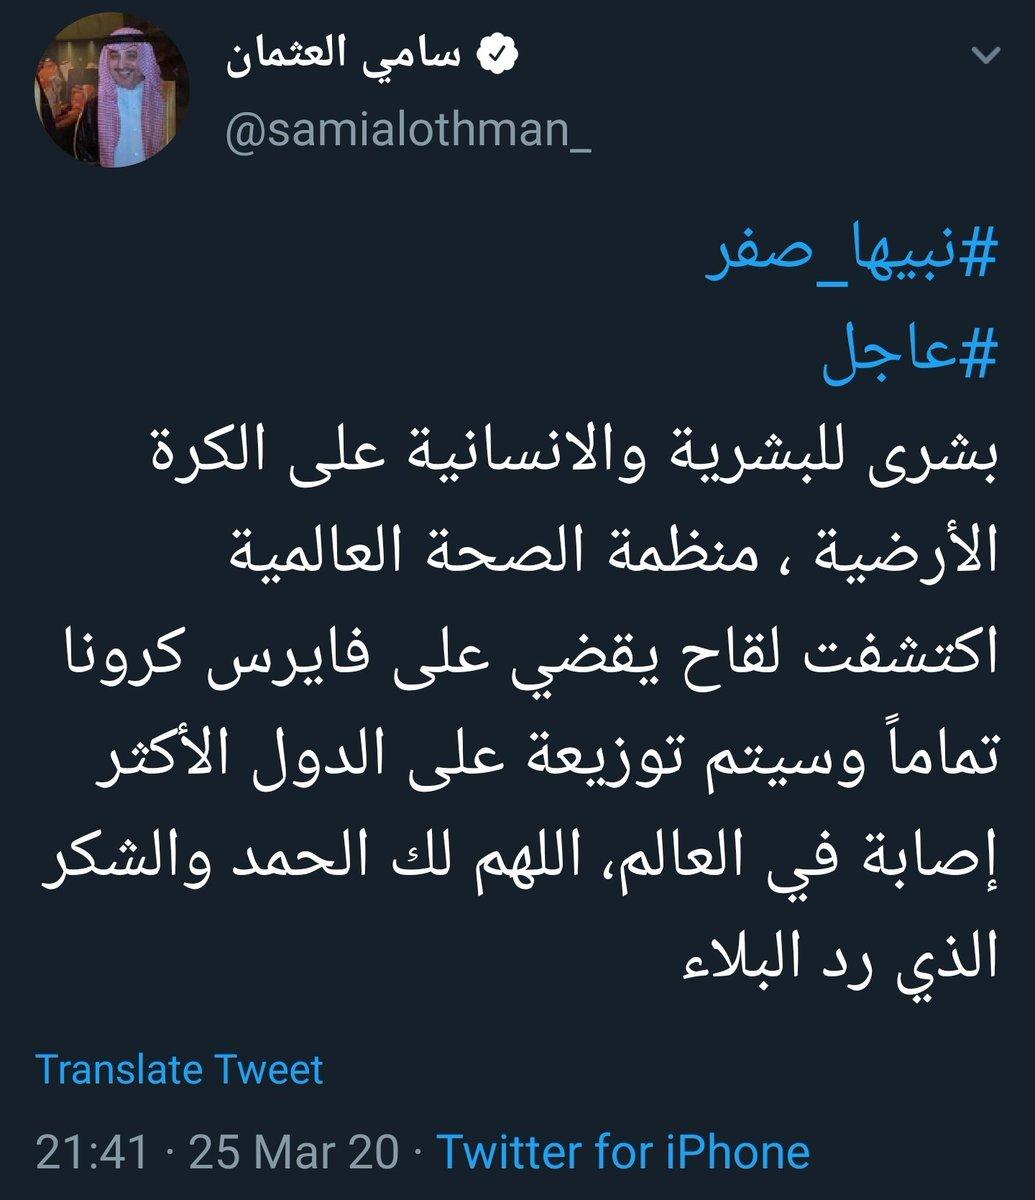 سامي العثمان
@samialothman_
#نبيها_صفر
#عاجل
بشرى للبشرية والانسانية على الكرة
الأرضية ، منظمة الصحة العالمية
اكتشفت لقاح يقضي على فايرس كرونا
تماماً وسيتم توزيعة على الدول الأكثر
إصابة في العالم، اللهم لك الحمد والشكر
الذي رد البلاء
Translate Tweet
21:41 · 25 Mar 20 · Twitter for iPhone